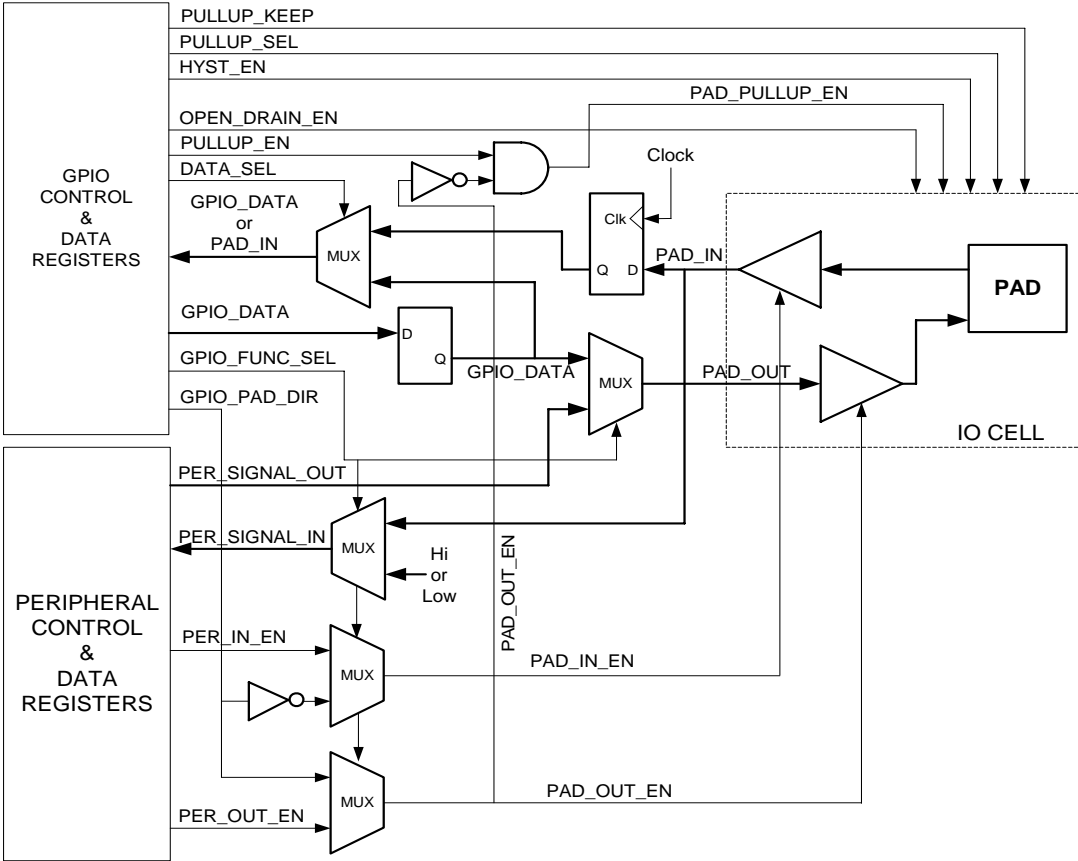 PULLUP_KEEP
PULLUP_SEL
HYST_EN
PAD_PULLUP_EN
OPEN_DRAIN_EN
PULLUP_EN
DATA_SEL
Clock
GPIO
CONTROL
&
DATA
REGISTERS
GPIO_DATA
or
PAD_IN
MUX
Clk
Q D
PAD_IN
PAD
GPIO_DATA
D
Q
GPIO_DATA
GPIO_FUNC_SEL
MUX
PAD_OUT
GPIO_PAD_DIR
IO CELL
PER_SIGNAL_OUT
PER_SIGNAL_IN
MUX
Hi
or
Low
PAD_OUT_EN
PERIPHERAL
CONTROL
&
DATA
REGISTERS
PER_IN_EN
MUX
PAD_IN_EN
MUX
PAD_OUT_EN
PER_OUT_EN